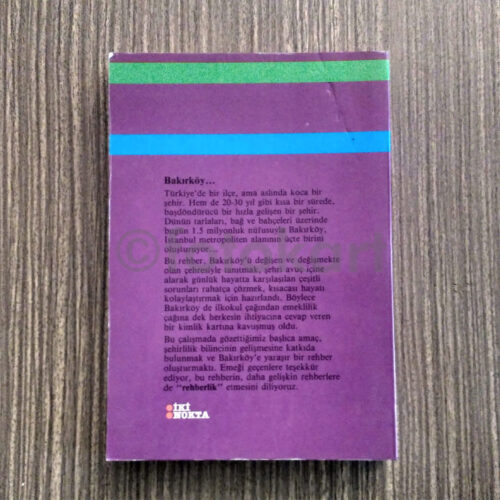 Bakırköy...
Türkiye'de bir ilçe, ama aslında koca bir
şehir. Hem de 20-30 yıl gibi kısa bir sürede,
başdöndürücü bir hızla gelişen bir şehir.
Dünün tarlaları, bağ ve bahçeleri üzerinde
bugün 1.5 milyonluk nüfusuyla Bakırköy,
İstanbul metropoliten alanının üçte birini
oluşturuyor.
Bu rehber, Bakırköy'ü değişen ve değişmekte
olan çehresiyle tanıtmak, şehri avuç içine
alarak günlük hayatta karşılaşılan çeşitli
sorunları rahatça çözmek, kısacası hayatı
kolaylaştırmak için hazırlandı. Böylece
Bakırköy de ilkokul çağından emeklilik
çağına dek herkesin ihtiyacına cevap veren
bir kimlik kartına kavuşmuş oldu.
Bu çalışmada gözettiğimiz başlıca amaç,
şehirlilik bilincinin gelişmesine katkıda
bulunmak ve Bakırköy'e yaraşır bir rehber
oluşturmaktı. Emeği geçenlere teşekkür
ediyor, bu rehberin, daha gelişkin rehberlere
de "rehberlik" etmesini diliyoruz.
İKİ
NOKTA